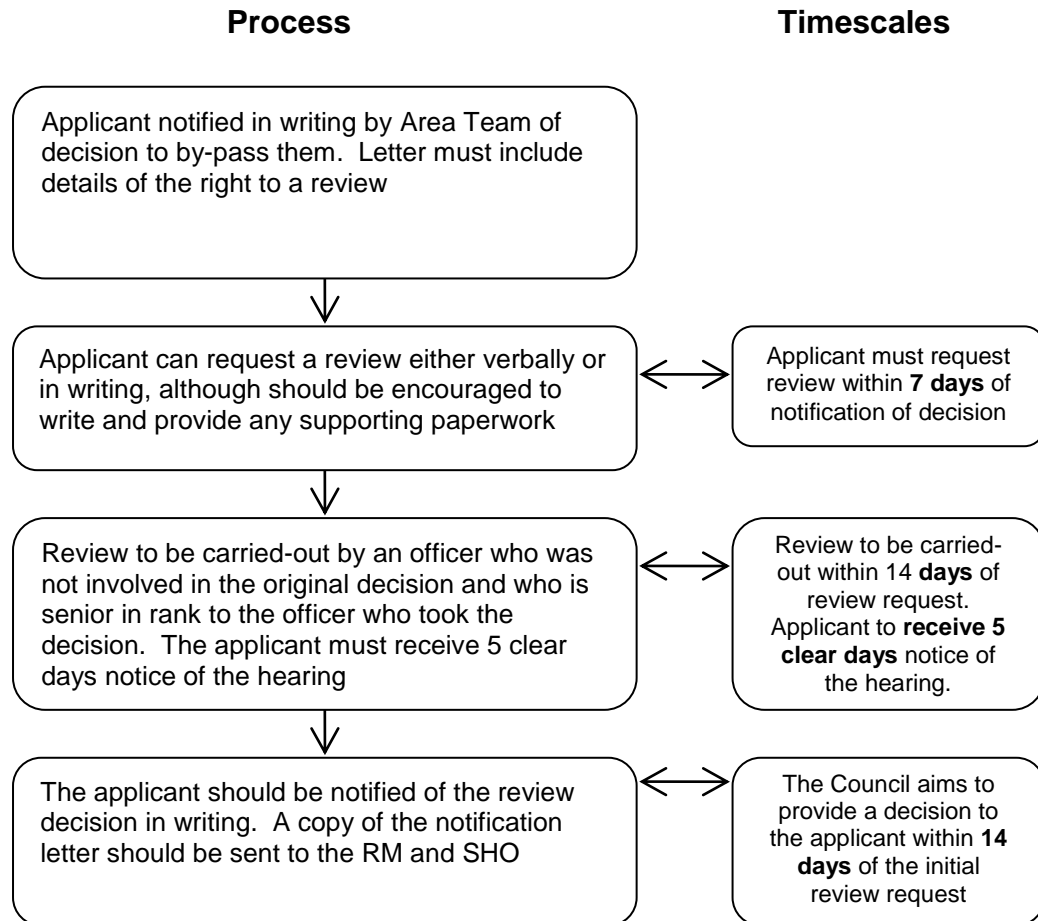 Process
Timescales
Applicant notified in writing by Area Team of
decision to by-pass them.  Letter must include
details of the right to a review
Applicant can request a review either verbally or
in writing, although should be encouraged to
write and provide any supporting paperwork
Applicant must request
review within 7 days of
notification of decision
Review to be carried-out by an officer who was
not involved in the original decision and who is
senior in rank to the officer who took the
decision.  The applicant must receive 5 clear
days notice of the hearing
Review to be carried-
out within 14 days of
review request.
Applicant to receive 5
clear days notice of
the hearing.
The applicant should be notified of the review
decision in writing.  A copy of the notification
letter should be sent to the RM and SHO
The Council aims to
provide a decision to
the applicant within 14
days of the initial
review request